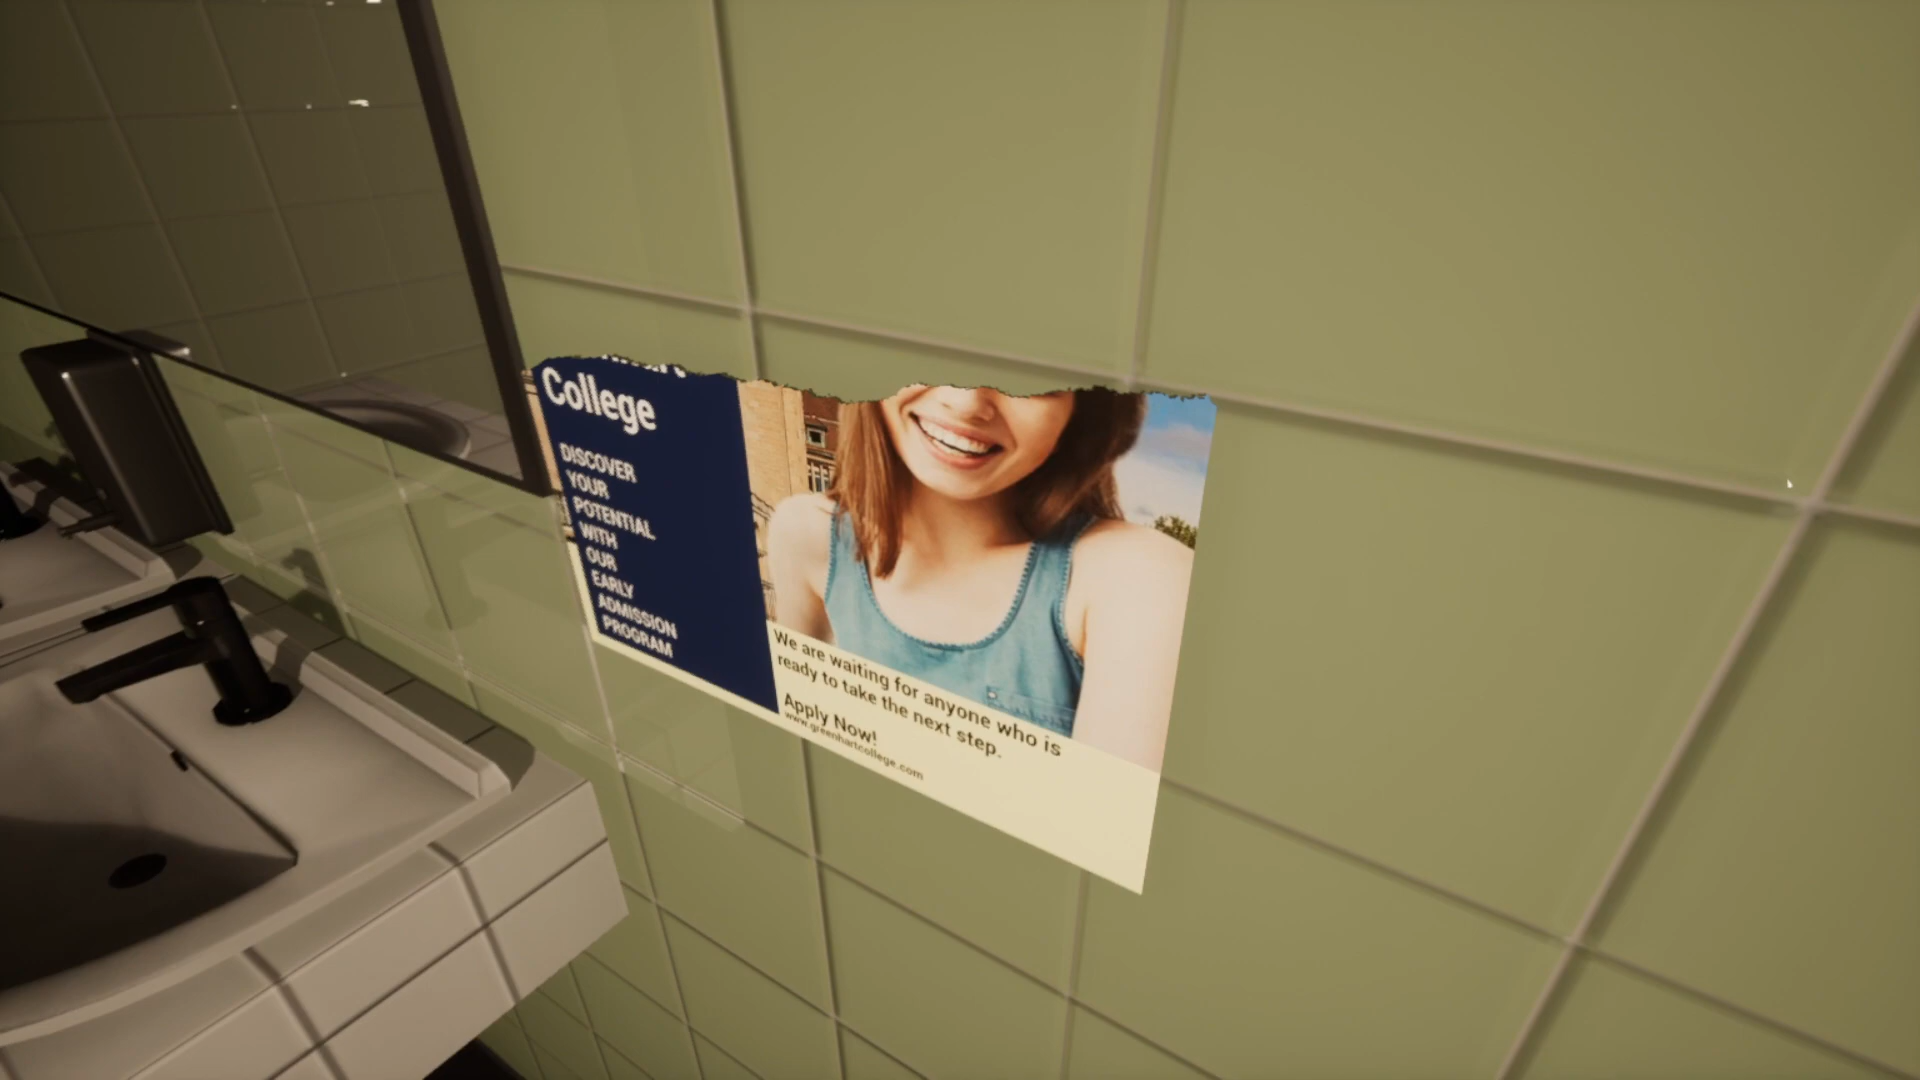 College
DISCOVER
YOUR
POTENTIAL
WITH
OUR
EARLY
ADMISSION
PROGRAM
We are waiting for anyone who is
ready to take the next step.
Apply Now!
www.greenhartcollege.com